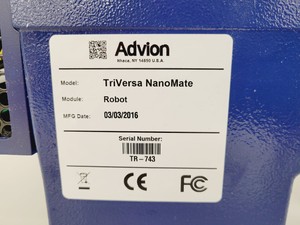 Advion
Ithaca, NY 14850 U.S.A.
Model: TriVersa NanoMate
Module: Robot
MFG Date: 03/03/2016
Serial Number:
TR-743
CE FC